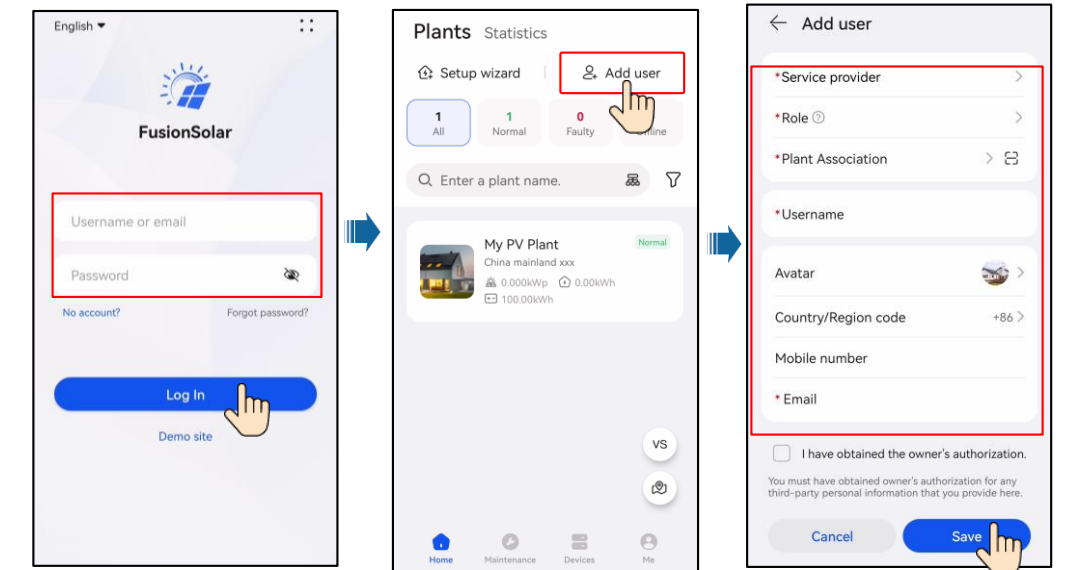 English
FusionSolar
Username or email
Password
No account? Forgot password?
Log In
Demo site
Plants Statistics
Setup wizard Add user
1 1 0
All Normal Faulty
Enter a plant name.
My PV Plant Normal
China mainland xxx
0.000kWp 0.00kWh
100.00kWh
VS
Home Maintenance Devices Me
Add user
*Service provider
*Role
*Plant Association
*Username
Avatar
Country/Region code +86
Mobile number
* Email
I have obtained the owner's authorization.
You must have obtained owner's authorization for any
third-party personal information that you provide here.
Cancel Save